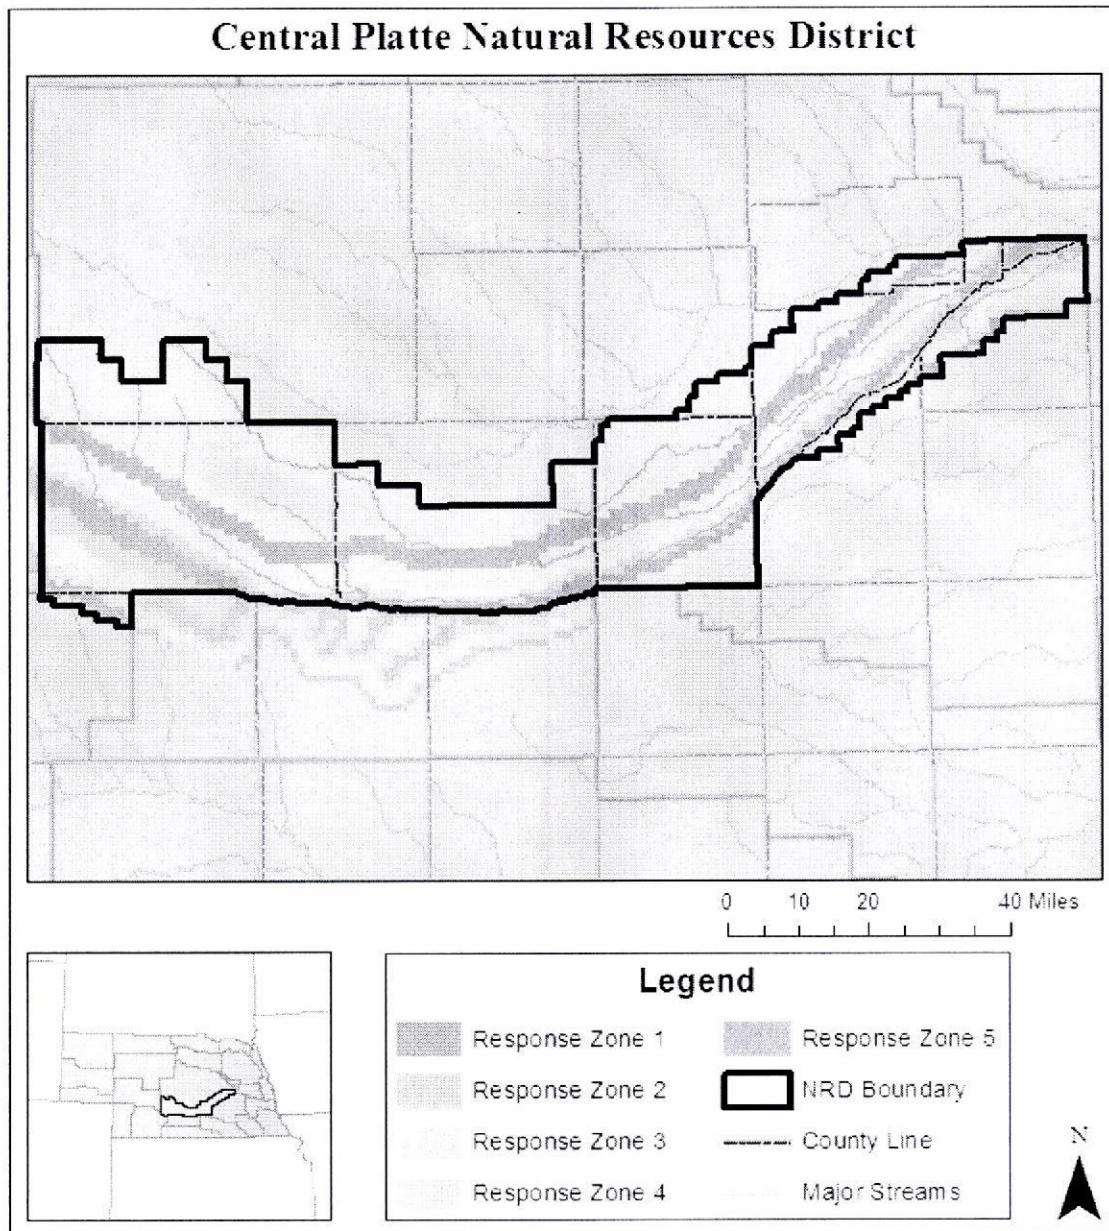 Central Platte Natural Resources District
0 10 20 40 Miles
Legend
Response Zone 1
Response Zone 2
Response Zone 3
Response Zone 4
Response Zone 5
NRD Boundary
County Line
Major Streams
N